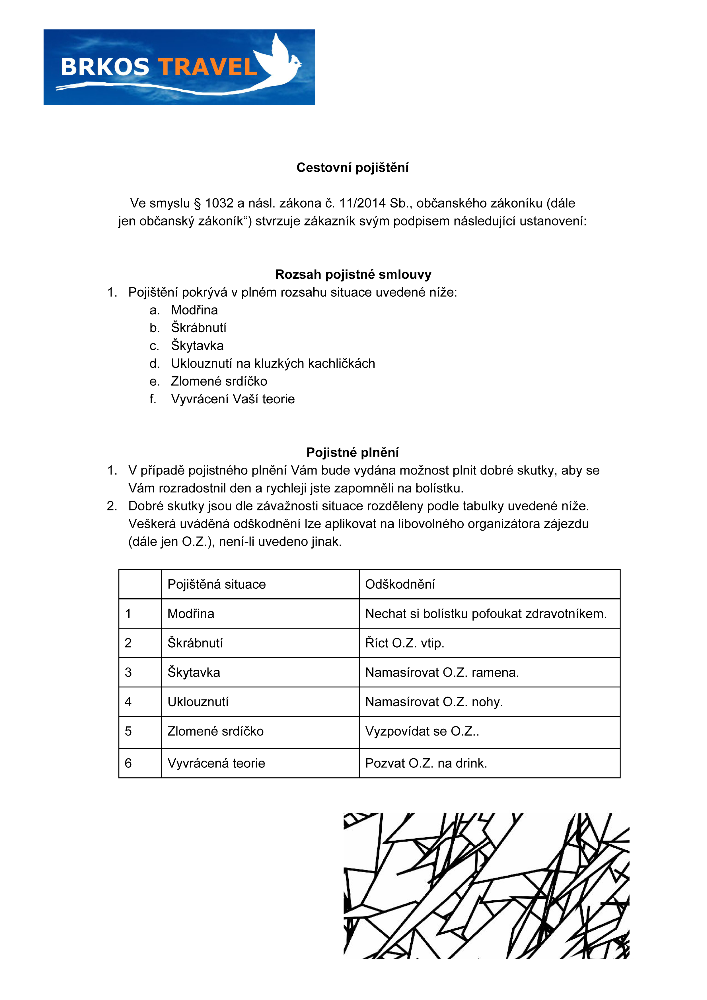 BRKOS TRAVEL
Cestovní pojištění
Ve smyslu § 1032 a násl. zákona č. 11/2014 Sb., občanského zákoníku (dále
jen občanský zákoník“) stvrzuje zákazník svým podpisem následující ustanovení:
Rozsah pojistné smlouvy
1. Pojištění pokrývá v plném rozsahu situace uvedené níže:
a. Modřina
b. Škrábnutí
c. Škytavka
d. Uklouznutí na kluzkých kachličkách
e. Zlomené srdíčko
f. Vyvrácení Vaší teorie
Pojistné plnění
1. V případě pojistného plnění Vám bude vydána možnost plnit dobré skutky, aby se
Vám rozradostnil den a rychleji jste zapomněli na bolístku.
2. Dobré skutky jsou dle závažnosti situace rozděleny podle tabulky uvedené níže.
Veškerá uváděná odškodnění lze aplikovat na libovolného organizátora zájezdu
(dále jen O.Z.), není-li uvedeno jinak.
Pojištěná situace Odškodnění
1 Modřina Nechat si bolístku pofoukat zdravotníkem.
2 Škrábnutí Říct O.Z. vtip.
3 Škytavka Namasírovat O.Z. ramena.
4 Uklouznutí Namasírovat O.Z. nohy.
5 Zlomené srdíčko Vyzpovídat se O.Z..
6 Vyvrácená teorie Pozvat O.Z. na drink.